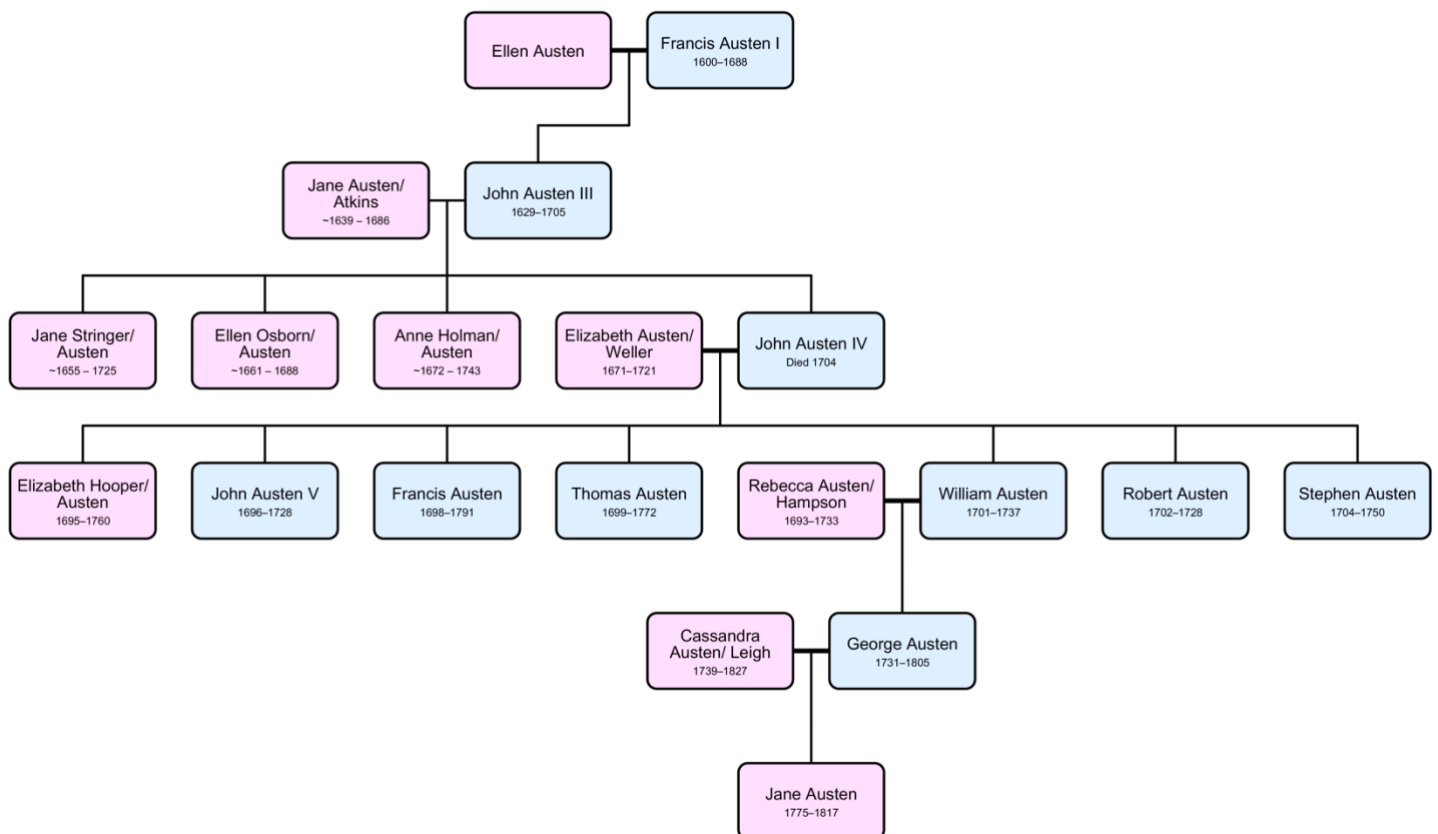 Ellen Austen
Francis Austen I
1600–1688
Jane Austen/
Atkins
~1639 – 1686
John Austen III
1629–1705
Jane Stringer/
Austen
~1655 – 1725
Ellen Osborn/
Austen
~1661 – 1688
Anne Holman/
Austen
~1672 – 1743
Elizabeth Austen/
Weller
1671–1721
John Austen IV
Died 1704
Elizabeth Hooper/
Austen
1695–1760
John Austen V
1696–1728
Francis Austen
1698–1791
Thomas Austen
1699–1772
Rebecca Austen/
Hampson
1693–1733
William Austen
1701–1737
Robert Austen
1702–1728
Stephen Austen
1704–1750
Cassandra
Austen/ Leigh
1739–1827
George Austen
1731–1805
Jane Austen
1775–1817